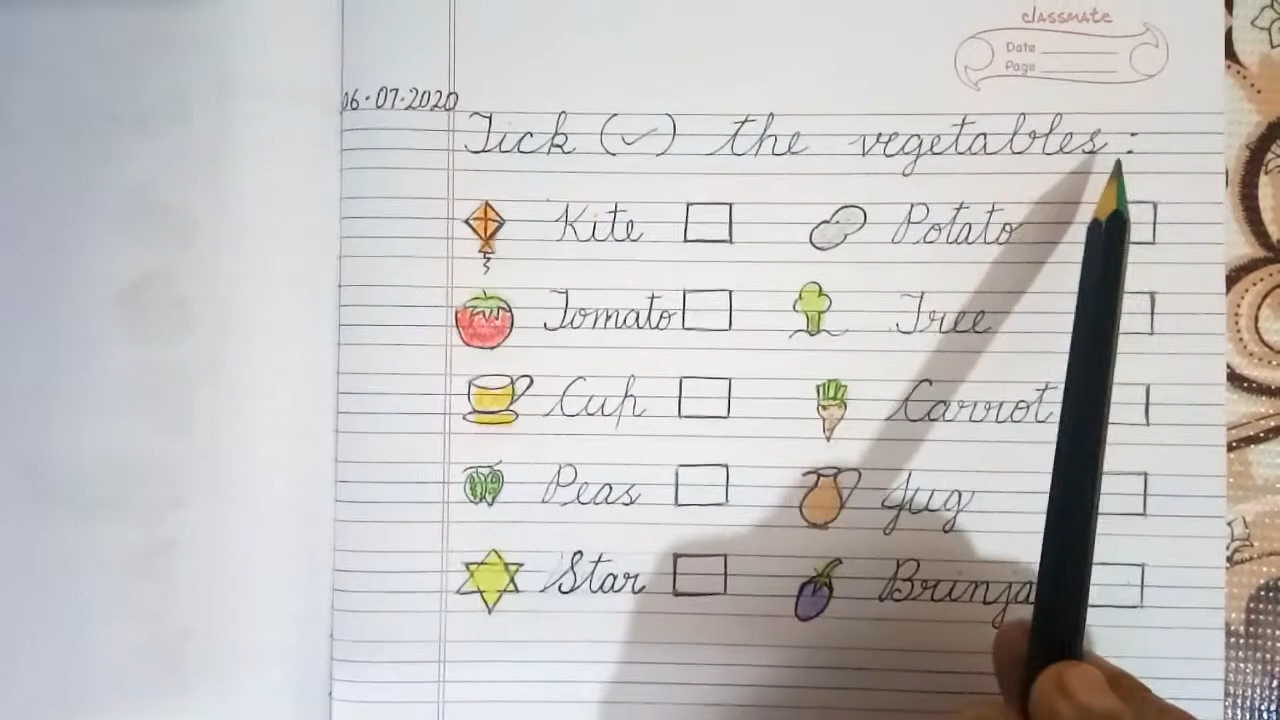 classmate
Date
Page
06.07.2020
Tick (✓) the vegetables:
Kite Potato
Tomato Tree
Cup Carrot
Peas Jug
Star Brinja